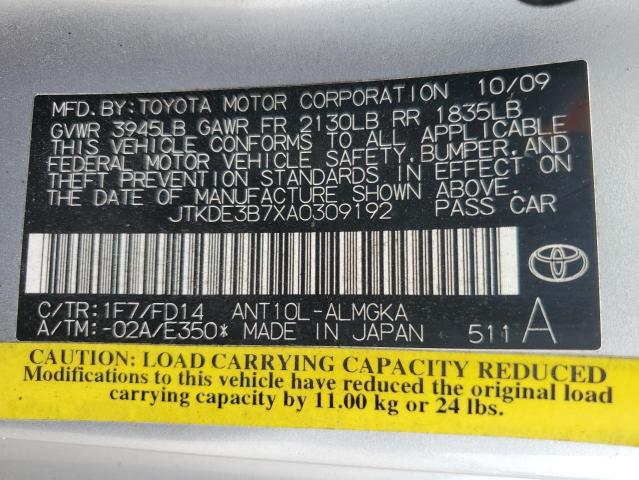 MFD.BY:TOYOTA MOTOR CORPORATION 10/09
GVWR 3945LB GAWR FR 2130LB RR 1835LB
THIS VEHICLE CONFORMS TO ALL APPLICABLE
FEDERAL MOTOR VEHICLE SAFETY,BUMPER,AND
THEFT PREVENTION STANDARDS IN EFFECT ON
THE DATE OF MANUFACTURE SHOWN ABOVE.
JTKDE3B7XA0309192 PASS CAR
C/TR:1F7/FD14 ANT10L-ALMGKA
A/TM:-02A/E350* MADE IN JAPAN 511 A
CAUTION: LOAD CARRYING CAPACITY REDUCED
Modifications to this vehicle have reduced the original load
carrying capacity by 11.00 kg or 24 lbs.